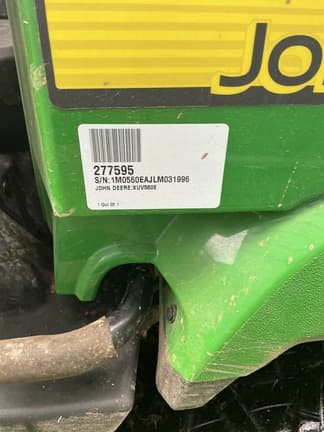 Jo
277595
S/N:1M0560EAJLM031996
JOHN DEERE:XUV560E
1 Out Of 1